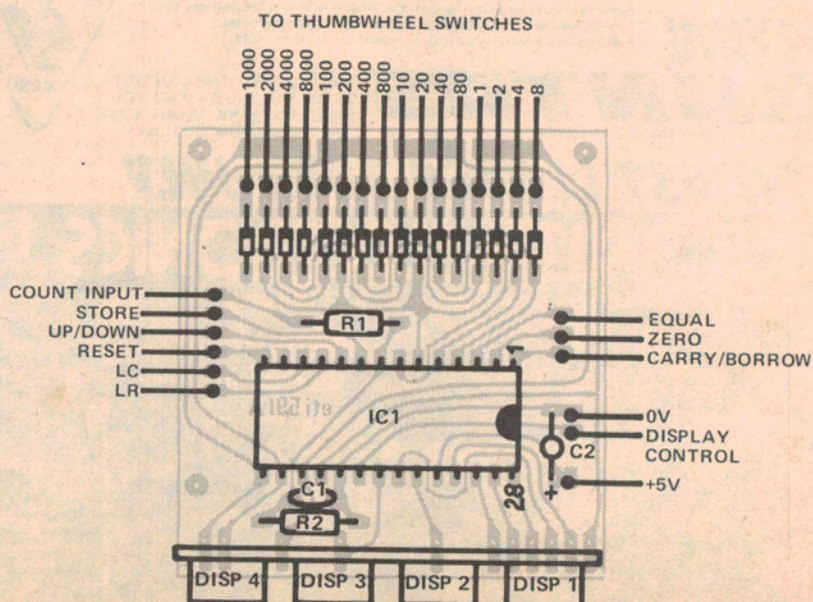 TO THUMBWHEEL SWITCHES
1000
2000
4000
8000
100
200
400
800
10
20
40
80
1
2
4
8
COUNT INPUT
STORE
UP/DOWN
RESET
LC
LR
R1
EQUAL
ZERO
CARRY/BORROW
1
IC1
eti 591A
0V
DISPLAY
CONTROL
C2
+5V
+
28
C1
R2
DISP 4
DISP 3
DISP 2
DISP 1